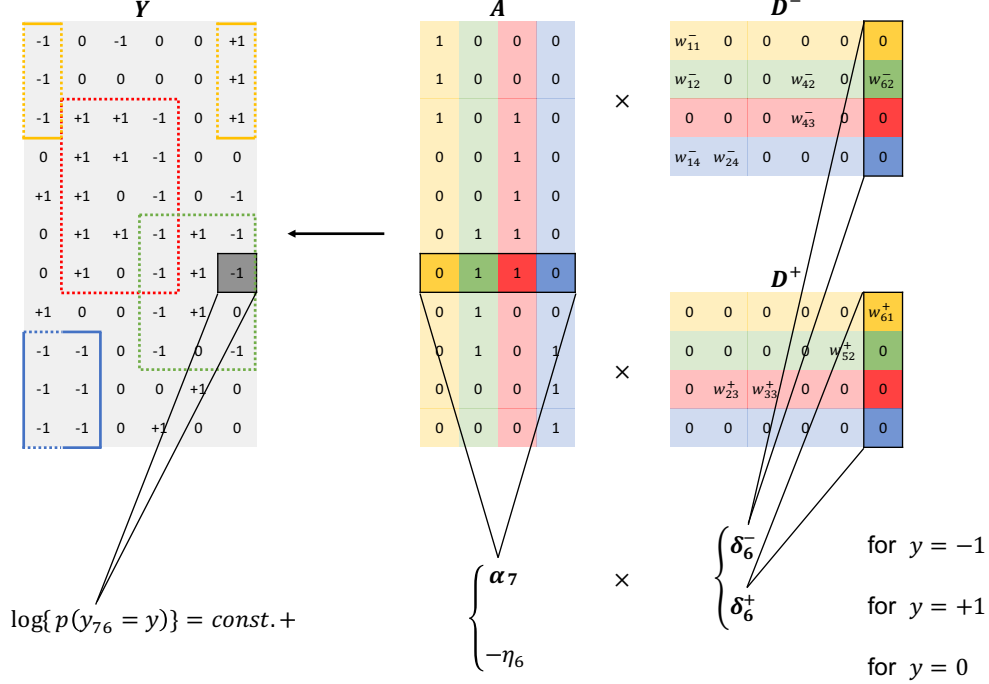 Y A D⁻
-1 0 -1 0 0 +1
-1 0 0 0 0 +1
-1 +1 +1 -1 0 +1
0 +1 +1 -1 0 0
+1 +1 0 -1 0 -1
0 +1 +1 -1 +1 -1
0 +1 0 -1 +1 -1
+1 0 0 -1 +1 0
-1 -1 0 -1 0 -1
-1 -1 0 0 +1 0
-1 -1 0 +1 0 0
1 0 0 0
1 0 0 0
1 0 1 0
0 0 1 0
0 0 1 0
0 1 1 0
0 1 1 0
0 1 0 0
0 1 0 1
0 0 0 1
0 0 0 1
×
w₁₁⁻ 0 0 0 0 0
w₁₂⁻ 0 0 w₄₂⁻ 0 w₆₂⁻
0 0 0 w₄₃⁻ 0 0
w₁₄⁻ w₂₄⁻ 0 0 0 0
D⁺
×
0 0 0 0 0 w₆₁⁺
0 0 0 0 w₅₂⁺ 0
0 w₂₃⁺ w₃₃⁺ 0 0 0
0 0 0 0 0 0
log{ p(y₇₆ = y)} = const. +
{ α₇
−η₆
×
{ δ₆⁻ for y = −1
δ₆⁺ for y = +1
for y = 0